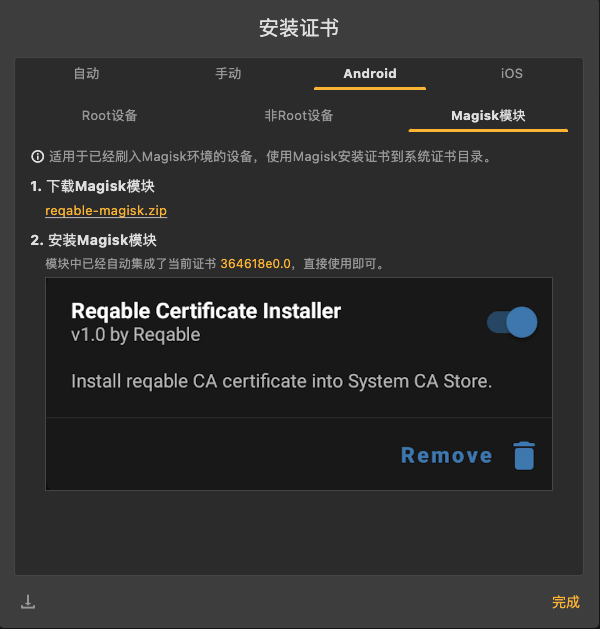 安装证书
自动 手动 Android iOS
Root设备 非Root设备 Magisk模块
适用于已经刷入Magisk环境的设备，使用Magisk安装证书到系统证书目录。
1. 下载Magisk模块
reqable-magisk.zip
2. 安装Magisk模块
模块中已经自动集成了当前证书 364618e0.0，直接使用即可。
Reqable Certificate Installer
v1.0 by Reqable
Install reqable CA certificate into System CA Store.
Remove
完成